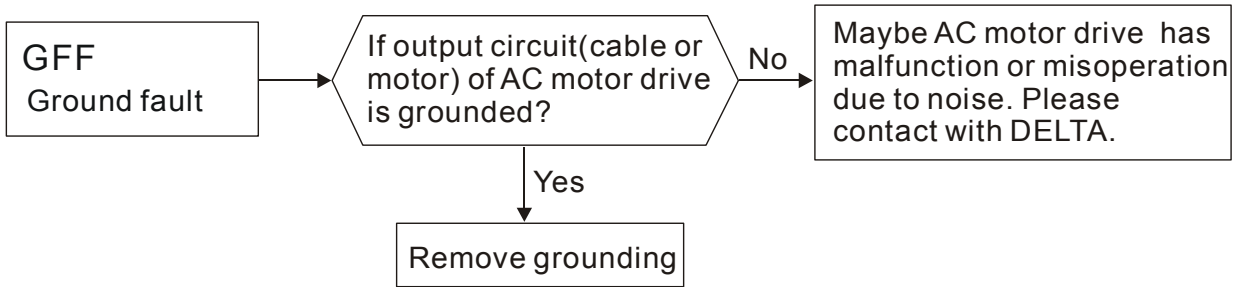 GFF
Ground fault
If output circuit(cable or
motor) of AC motor drive
is grounded?
No
Maybe AC motor drive has
malfunction or misoperation
due to noise. Please
contact with DELTA.
Yes
Remove grounding